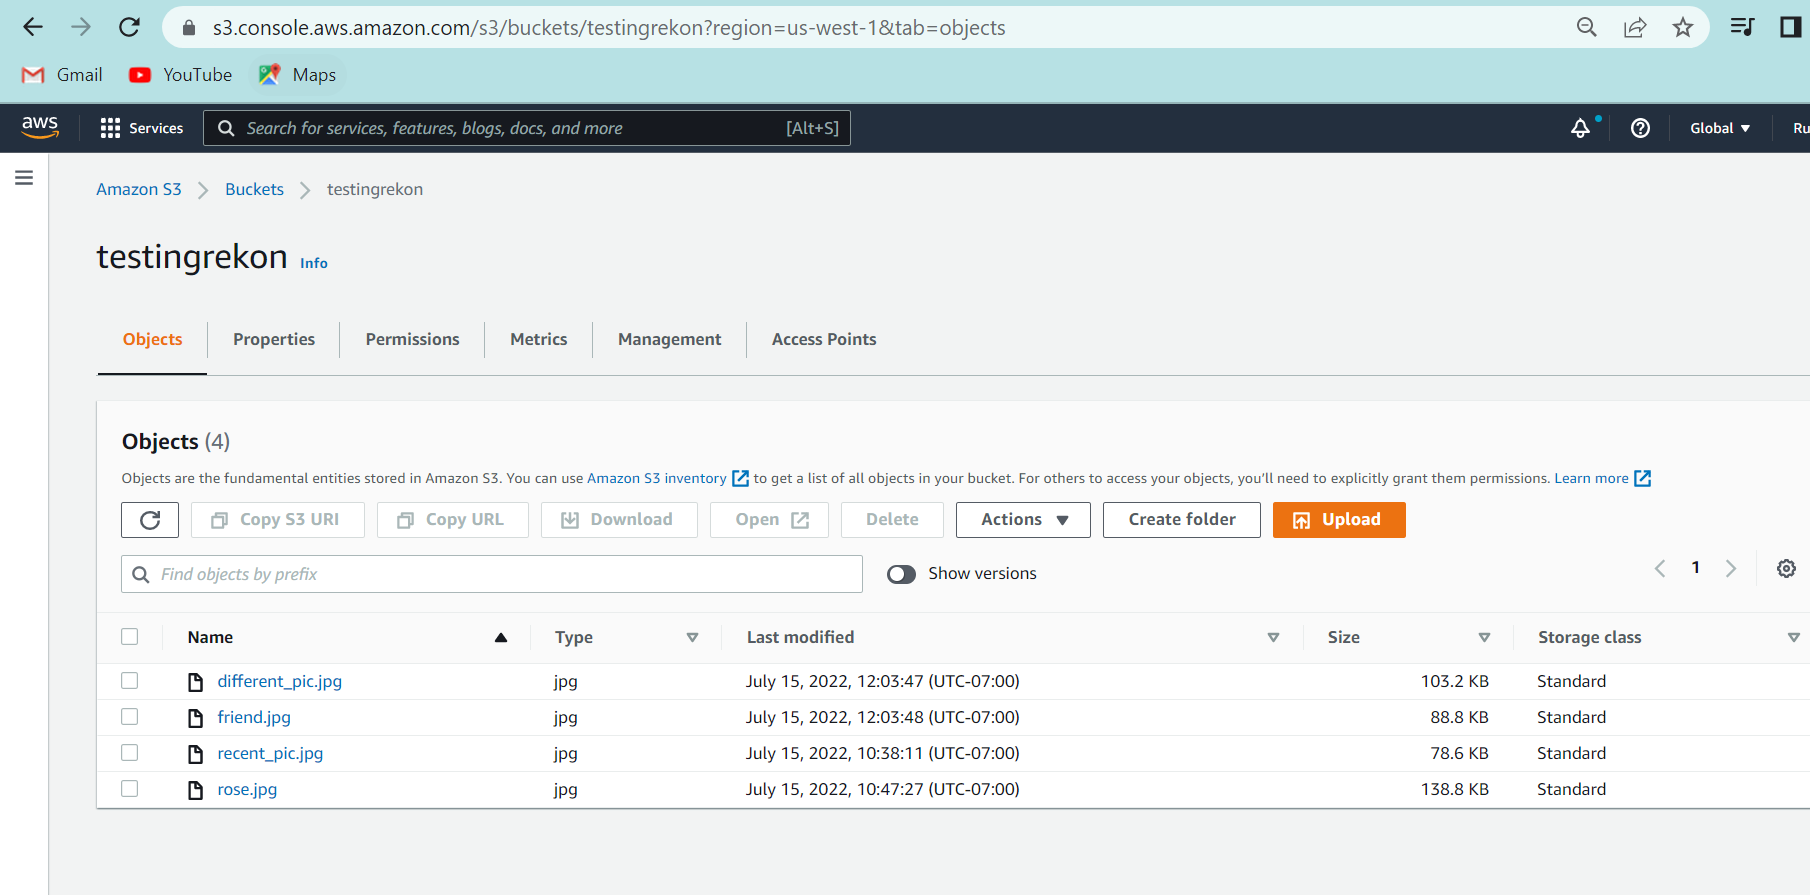 s3.console.aws.amazon.com/s3/buckets/testingrekon?region=us-west-1&tab=objects
Gmail YouTube Maps
aws Services Search for services, features, blogs, docs, and more [Alt+S] Global Ru
Amazon S3 Buckets testingrekon
testingrekon Info
Objects Properties Permissions Metrics Management Access Points
Objects (4)
Objects are the fundamental entities stored in Amazon S3. You can use Amazon S3 inventory to get a list of all objects in your bucket. For others to access your objects, you'll need to explicitly grant them permissions. Learn more
Copy S3 URI Copy URL Download Open Delete Actions Create folder Upload
Find objects by prefix Show versions 1
Name Type Last modified Size Storage class
different_pic.jpg jpg July 15, 2022, 12:03:47 (UTC-07:00) 103.2 KB Standard
friend.jpg jpg July 15, 2022, 12:03:48 (UTC-07:00) 88.8 KB Standard
recent_pic.jpg jpg July 15, 2022, 10:38:11 (UTC-07:00) 78.6 KB Standard
rose.jpg jpg July 15, 2022, 10:47:27 (UTC-07:00) 138.8 KB Standard